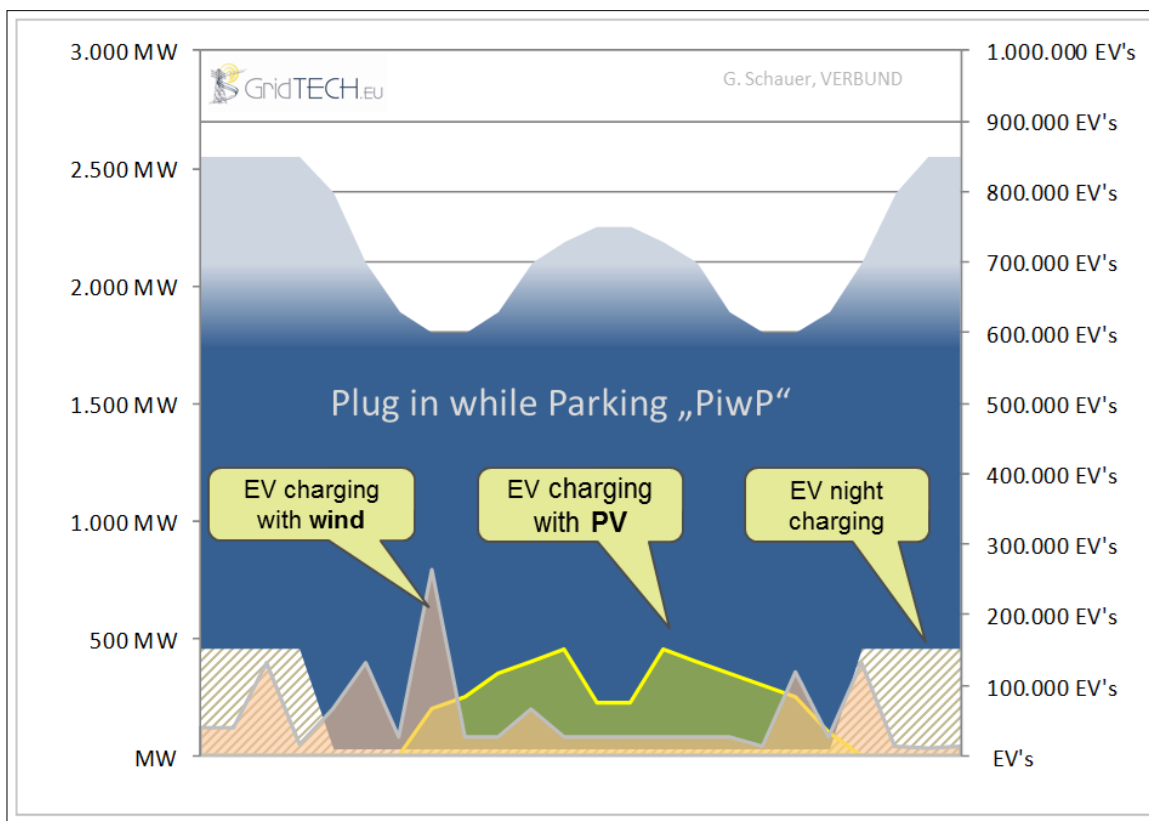 3.000 MW
1.000.000 EV's
GridTECH.EU
G. Schauer, VERBUND
900.000 EV's
2.500 MW
800.000 EV's
700.000 EV's
2.000 MW
600.000 EV's
1.500 MW
Plug in while Parking „PiwP“
500.000 EV's
400.000 EV's
EV charging
with wind
EV charging
with PV
EV night
charging
1.000 MW
300.000 EV's
200.000 EV's
500 MW
100.000 EV's
MW
EV's